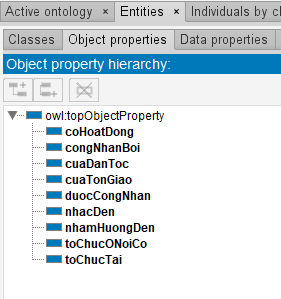 Active ontology × Entities × Individuals by cl
Classes Object properties Data properties
Object property hierarchy:
owl:topObjectProperty
coHoatDong
congNhanBoi
cuaDanToc
cuaTonGiao
duocCongNhan
nhacDen
nhamHuongDen
toChucONoiCo
toChucTai